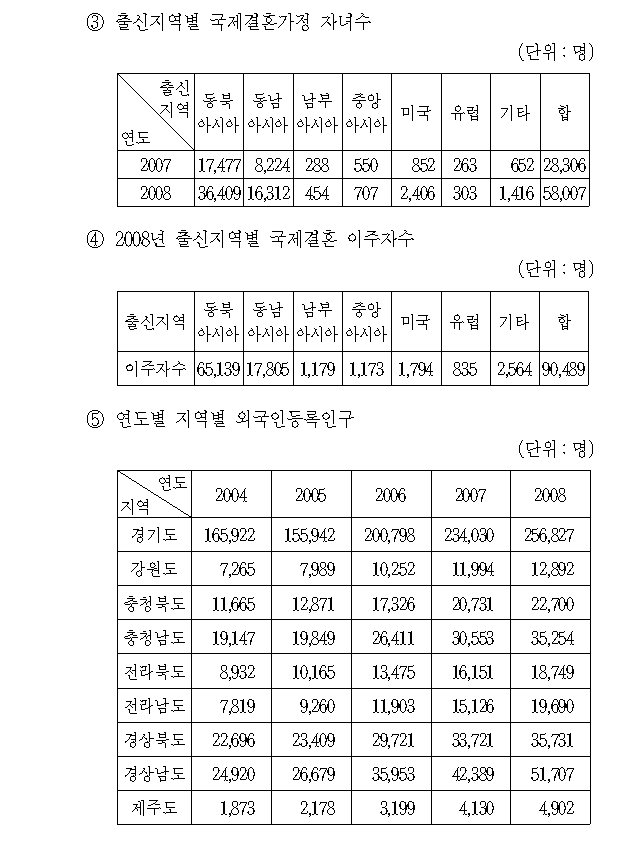 ③ 출신지역별 국제결혼가정 자녀수
(단위 : 명)
출신지역 연도 동북아시아 동남아시아 남부아시아 중앙아시아 미국 유럽 기타 합
2007 17,477 8,224 288 550 852 263 652 28,306
2008 36,409 16,312 454 707 2,406 303 1,416 58,007
④ 2008년 출신지역별 국제결혼 이주자수
(단위 : 명)
출신지역 동북아시아 동남아시아 남부아시아 중앙아시아 미국 유럽 기타 합
이주자수 65,139 17,805 1,179 1,173 1,794 835 2,564 90,489
⑤ 연도별 지역별 외국인등록인구
(단위 : 명)
연도 지역 2004 2005 2006 2007 2008
경기도 165,922 155,942 200,798 234,030 256,827
강원도 7,265 7,989 10,252 11,994 12,892
충청북도 11,665 12,871 17,326 20,731 22,700
충청남도 19,147 19,849 26,411 30,553 35,254
전라북도 8,932 10,165 13,475 16,151 18,749
전라남도 7,819 9,260 11,903 15,126 19,690
경상북도 22,696 23,409 29,721 33,721 35,731
경상남도 24,920 26,679 35,953 42,389 51,707
제주도 1,873 2,178 3,199 4,130 4,902